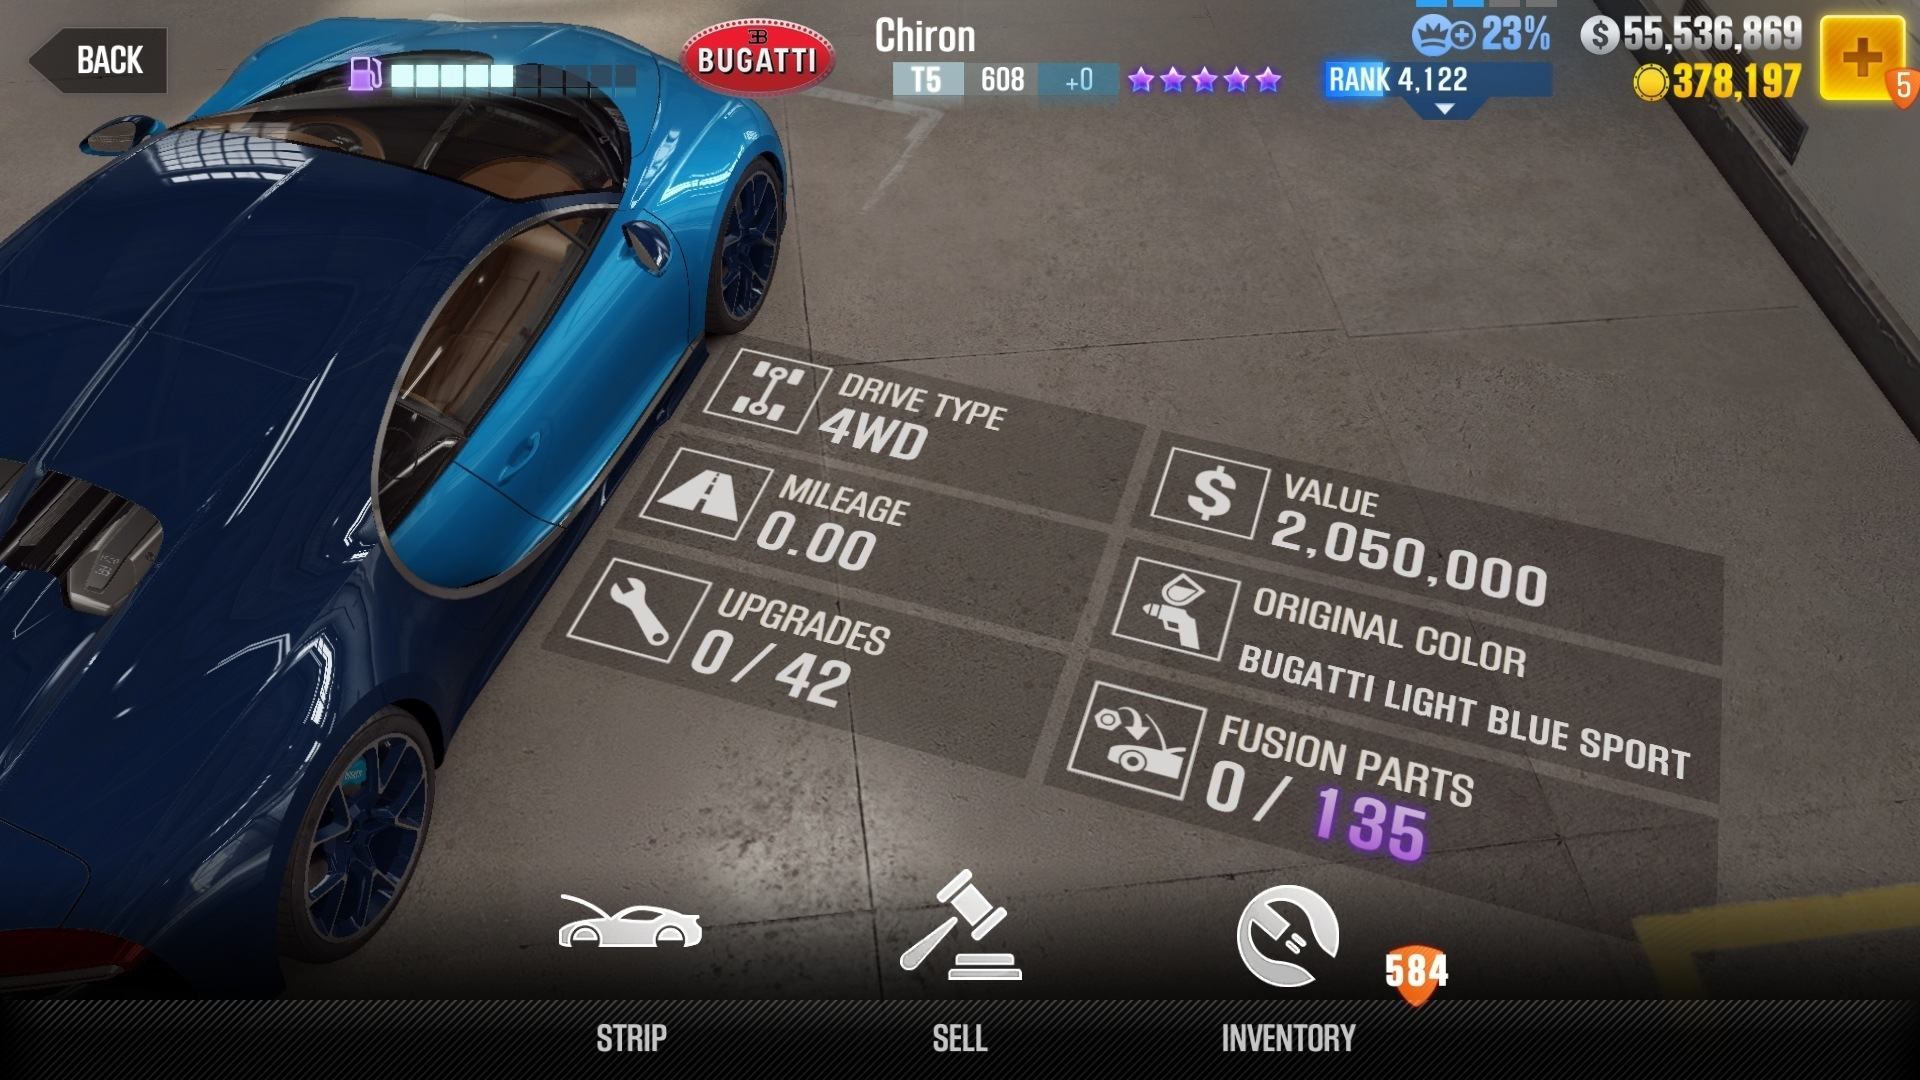 BACK
BUGATTI
Chiron
T5 608 +0
23%
RANK 4,122
$ 55,536,869
378,197
5
DRIVE TYPE
4WD
MILEAGE
0.00
UPGRADES
0/42
$ VALUE
2,050,000
ORIGINAL COLOR
BUGATTI LIGHT BLUE SPORT
FUSION PARTS
0/ 135
584
STRIP
SELL
INVENTORY